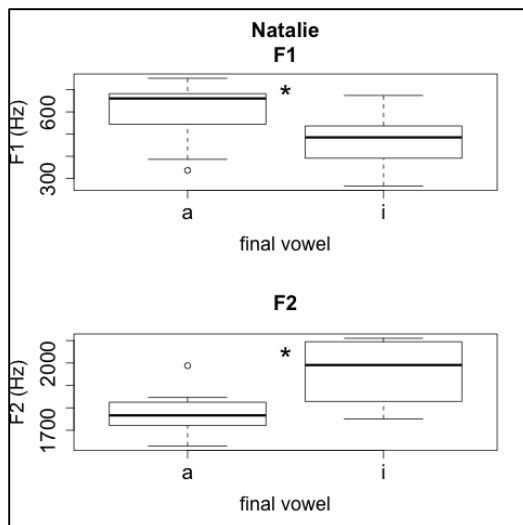 Natalie
F1
*
F1 (Hz)
600
300
a
i
final vowel
F2
*
F2 (Hz)
2000
1700
a
i
final vowel